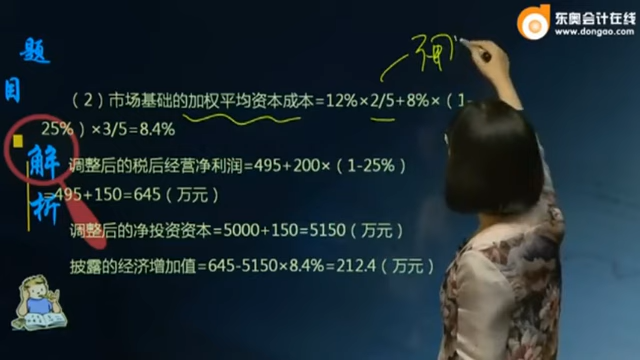 东奥会计在线
www.dongao.com
题目解析
（2）市场基础的加权平均资本成本=12%×2/5+8%×（1-
25%）×3/5=8.4%
调整后的税后经营净利润=495+200×（1-25%）
=495+150=645（万元）
调整后的净投资资本=5000+150=5150（万元）
披露的经济增加值=645-5150×8.4%=212.4（万元）